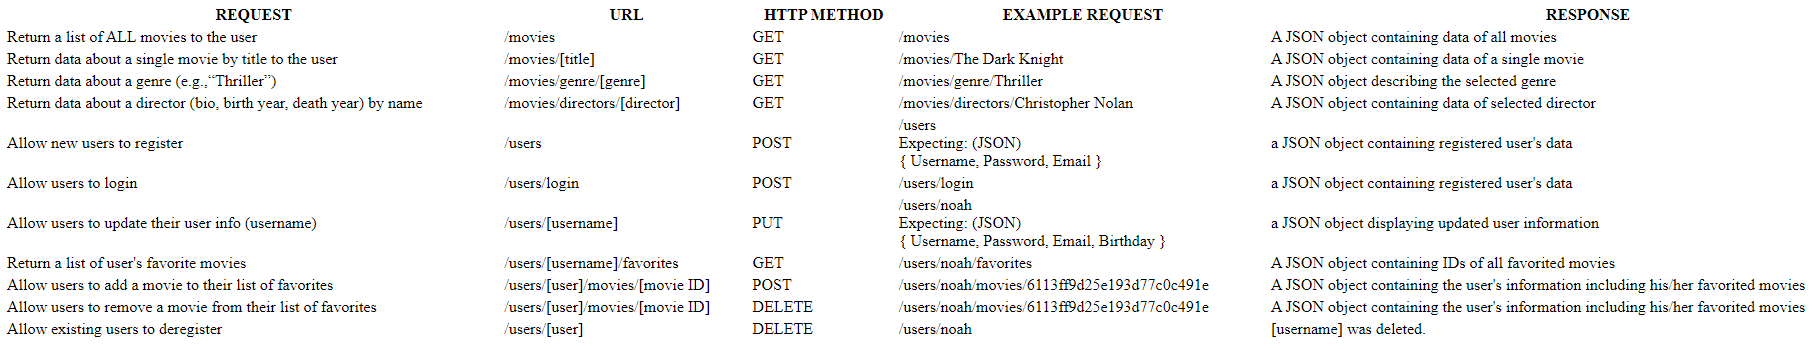 REQUEST URL HTTP METHOD EXAMPLE REQUEST RESPONSE
Return a list of ALL movies to the user /movies GET /movies A JSON object containing data of all movies
Return data about a single movie by title to the user /movies/[title] GET /movies/The Dark Knight A JSON object containing data of a single movie
Return data about a genre (e.g.,“Thriller”) /movies/genre/[genre] GET /movies/genre/Thriller A JSON object describing the selected genre
Return data about a director (bio, birth year, death year) by name /movies/directors/[director] GET /movies/directors/Christopher Nolan A JSON object containing data of selected director
/users
Allow new users to register /users POST Expecting: (JSON) a JSON object containing registered user's data
{ Username, Password, Email }
Allow users to login /users/login POST /users/login a JSON object containing registered user's data
/users/noah
Allow users to update their user info (username) /users/[username] PUT Expecting: (JSON) a JSON object displaying updated user information
{ Username, Password, Email, Birthday }
Return a list of user's favorite movies /users/[username]/favorites GET /users/noah/favorites A JSON object containing IDs of all favorited movies
Allow users to add a movie to their list of favorites /users/[user]/movies/[movie ID] POST /users/noah/movies/6113ff9d25e193d77c0c491e A JSON object containing the user's information including his/her favorited movies
Allow users to remove a movie from their list of favorites /users/[user]/movies/[movie ID] DELETE /users/noah/movies/6113ff9d25e193d77c0c491e A JSON object containing the user's information including his/her favorited movies
Allow existing users to deregister /users/[user] DELETE /users/noah [username] was deleted.